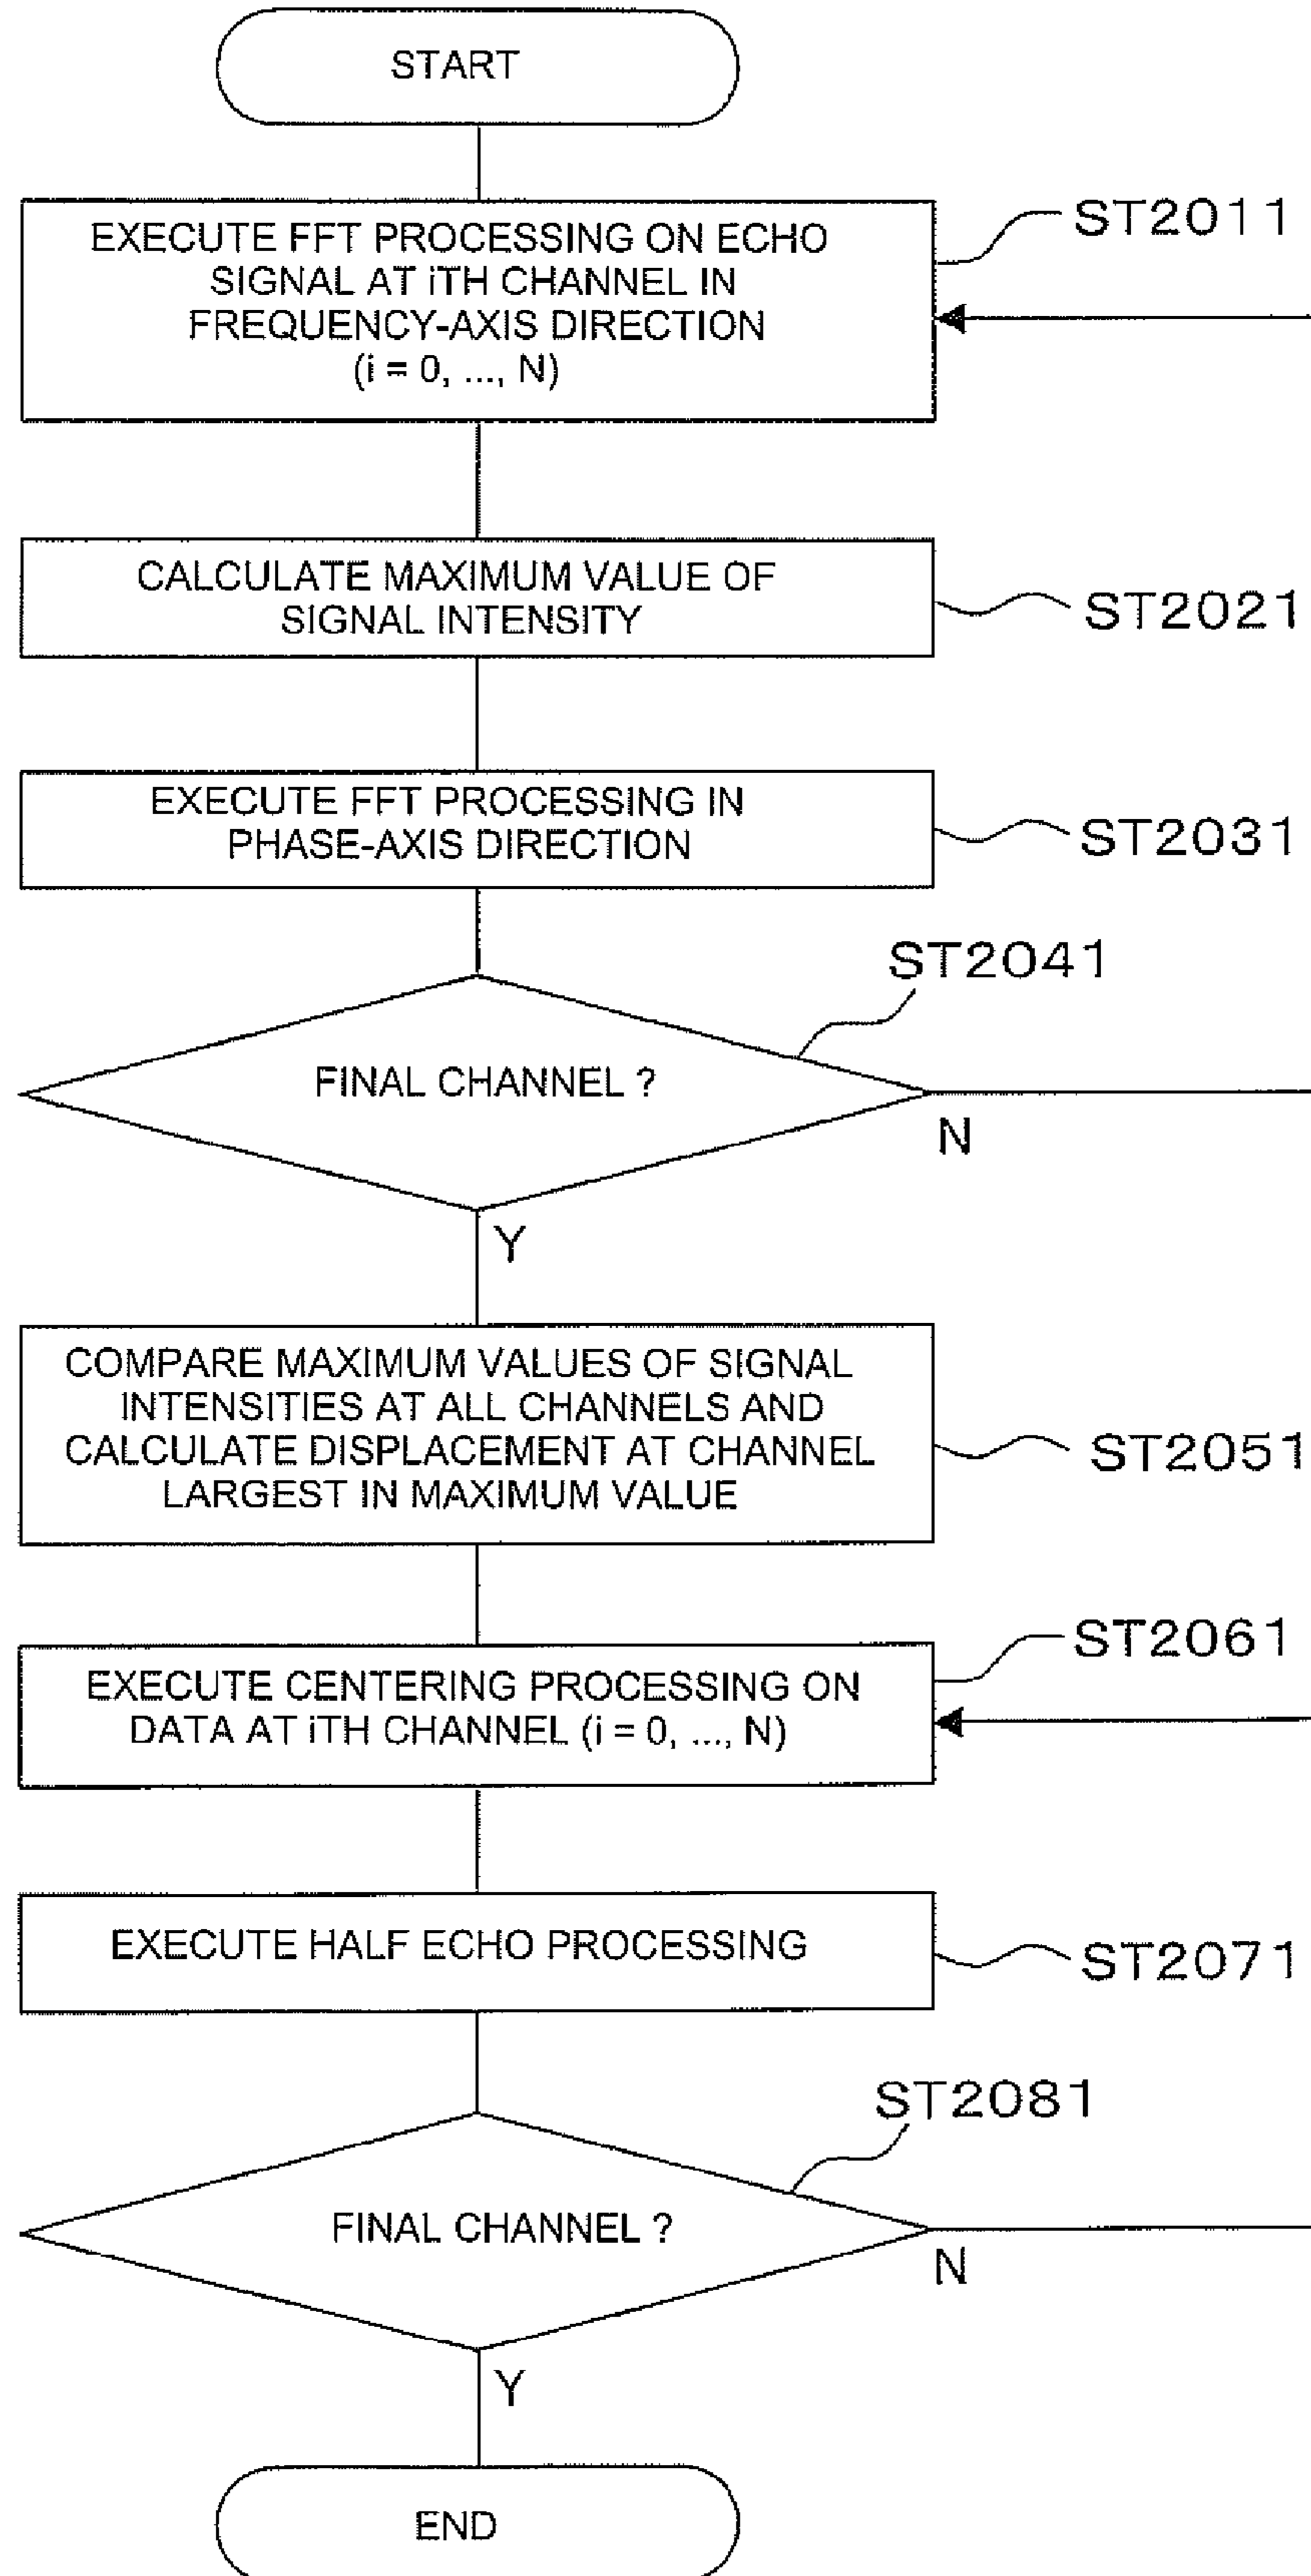 START
EXECUTE FFT PROCESSING ON ECHO
SIGNAL AT iTH CHANNEL IN
FREQUENCY-AXIS DIRECTION
(i = 0, ..., N)
ST2011
CALCULATE MAXIMUM VALUE OF
SIGNAL INTENSITY
ST2021
EXECUTE FFT PROCESSING IN
PHASE-AXIS DIRECTION
ST2031
ST2041
FINAL CHANNEL ?
N
Y
COMPARE MAXIMUM VALUES OF SIGNAL
INTENSITIES AT ALL CHANNELS AND
CALCULATE DISPLACEMENT AT CHANNEL
LARGEST IN MAXIMUM VALUE
ST2051
EXECUTE CENTERING PROCESSING ON
DATA AT iTH CHANNEL (i = 0, ..., N)
ST2061
EXECUTE HALF ECHO PROCESSING
ST2071
ST2081
FINAL CHANNEL ?
N
Y
END